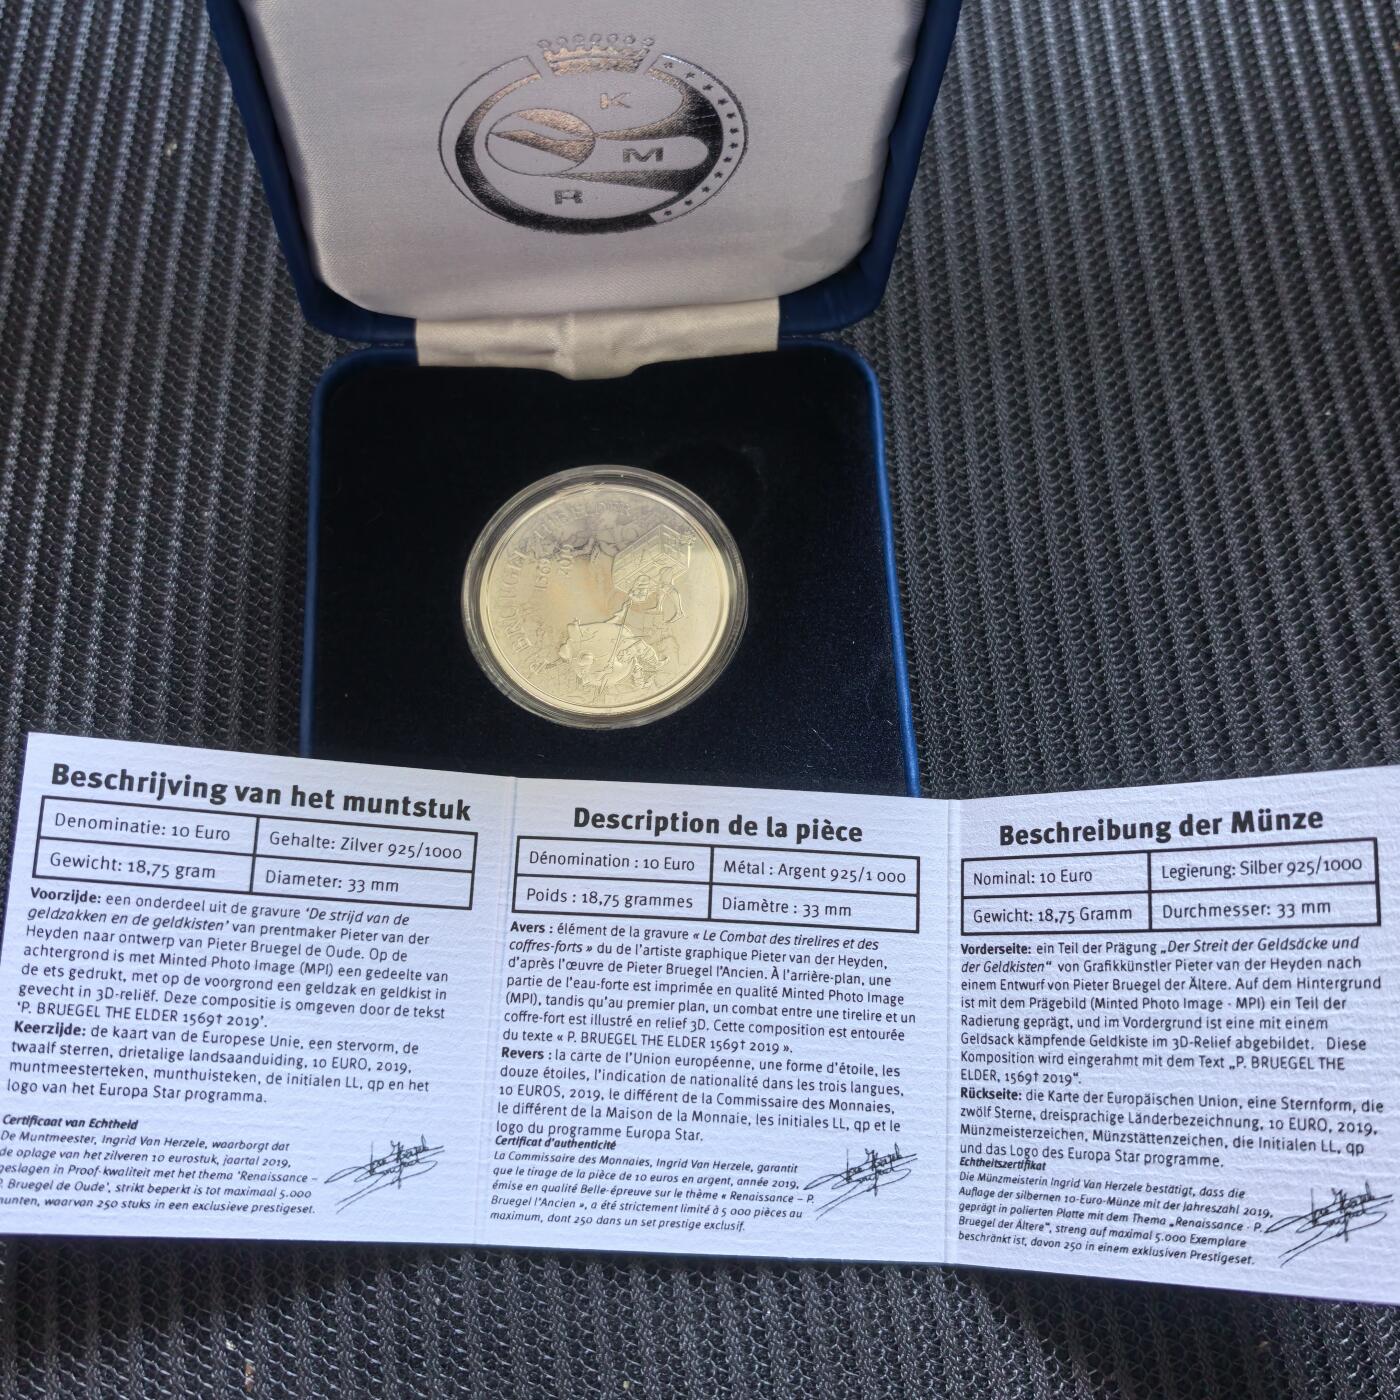 K
M
R
P. BRUEGEL THE ELDER
1569†
2019
Beschrijving van het muntstuk
Denominatie: 10 Euro
Gehalte: Zilver 925/1000
Gewicht: 18,75 gram
Diameter: 33 mm
Voorzijde: een onderdeel uit de gravure 'De strijd van de
geldzakken en de geldkisten' van prentmaker Pieter van der
Heyden naar ontwerp van Pieter Bruegel de Oude. Op de
achtergrond is met Minted Photo Image (MPI) een gedeelte van
de ets gedrukt, met op de voorgrond een geldzak en geldkist in
gevecht in 3D-reliëf. Deze compositie is omgeven door de tekst
'P. BRUEGEL THE ELDER 1569† 2019'.
Keerzijde: de kaart van de Europese Unie, een stervorm, de
twaalf sterren, drietalige landsaanduiding, 10 EURO, 2019,
muntmeesterteken, munthuisteken, de initialen LL, qp en het
logo van het Europa Star programma.
Certificaat van Echtheid
De Muntmeester, Ingrid Van Herzele, waarborgt dat
de oplage van het zilveren 10 eurostuk, jaartal 2019,
geslagen in Proof-kwaliteit met het thema 'Renaissance –
P. Bruegel de Oude', strikt beperkt is tot maximaal 5.000
munten, waarvan 250 stuks in een exclusieve prestigeset.
Description de la pièce
Dénomination : 10 Euro
Métal : Argent 925/1 000
Poids : 18,75 grammes
Diamètre : 33 mm
Avers : élément de la gravure « Le Combat des tirelires et des
coffres-forts » du de l'artiste graphique Pieter van der Heyden,
d'après l'œuvre de Pieter Bruegel l'Ancien. À l'arrière-plan, une
partie de l'eau-forte est imprimée en qualité Minted Photo Image
(MPI), tandis qu'au premier plan, un combat entre une tirelire et un
coffre-fort est illustré en relief 3D. Cette composition est entourée
du texte « P. BRUEGEL THE ELDER 1569† 2019 ».
Revers : la carte de l'Union européenne, une forme d'étoile, les
douze étoiles, l'indication de nationalité dans les trois langues,
10 EUROS, 2019, le différent de la Commissaire des Monnaies,
le différent de la Maison de la Monnaie, les initiales LL, qp et le
logo du programme Europa Star.
Certificat d'authenticité
La Commissaire des Monnaies, Ingrid Van Herzele, garantit
que le tirage de la pièce de 10 euros en argent, année 2019,
émise en qualité Belle-épreuve sur le thème « Renaissance – P.
Bruegel l'Ancien », a été strictement limité à 5 000 pièces au
maximum, dont 250 dans un set prestige exclusif.
Beschreibung der Münze
Nominal: 10 Euro
Legierung: Silber 925/1000
Gewicht: 18,75 Gramm
Durchmesser: 33 mm
Vorderseite: ein Teil der Prägung „Der Streit der Geldsäcke und
der Geldkisten“ von Grafikkünstler Pieter van der Heyden nach
einem Entwurf von Pieter Bruegel der Ältere. Auf dem Hintergrund
ist mit dem Prägebild (Minted Photo Image - MPI) ein Teil der
Radierung geprägt, und im Vordergrund ist eine mit einem
Geldsack kämpfende Geldkiste im 3D-Relief abgebildet. Diese
Komposition wird eingerahmt mit dem Text „P. BRUEGEL THE
ELDER, 1569† 2019“.
Rückseite: die Karte der Europäischen Union, eine Sternform, die
zwölf Sterne, dreisprachige Länderbezeichnung, 10 EURO, 2019,
Münzmeisterzeichen, Münzstättenzeichen, die Initialen LL, qp
und das Logo des Europa Star programme.
Echtheitszertifikat
Die Münzmeisterin Ingrid Van Herzele bestätigt, dass die
Auflage der silbernen 10-Euro-Münze mit der Jahreszahl 2019,
geprägt in polierten Platte mit dem Thema „Renaissance - P.
Bruegel der Ältere“, streng auf maximal 5.000 Exemplare
beschränkt ist, davon 250 in einem exklusiven Prestigeset.